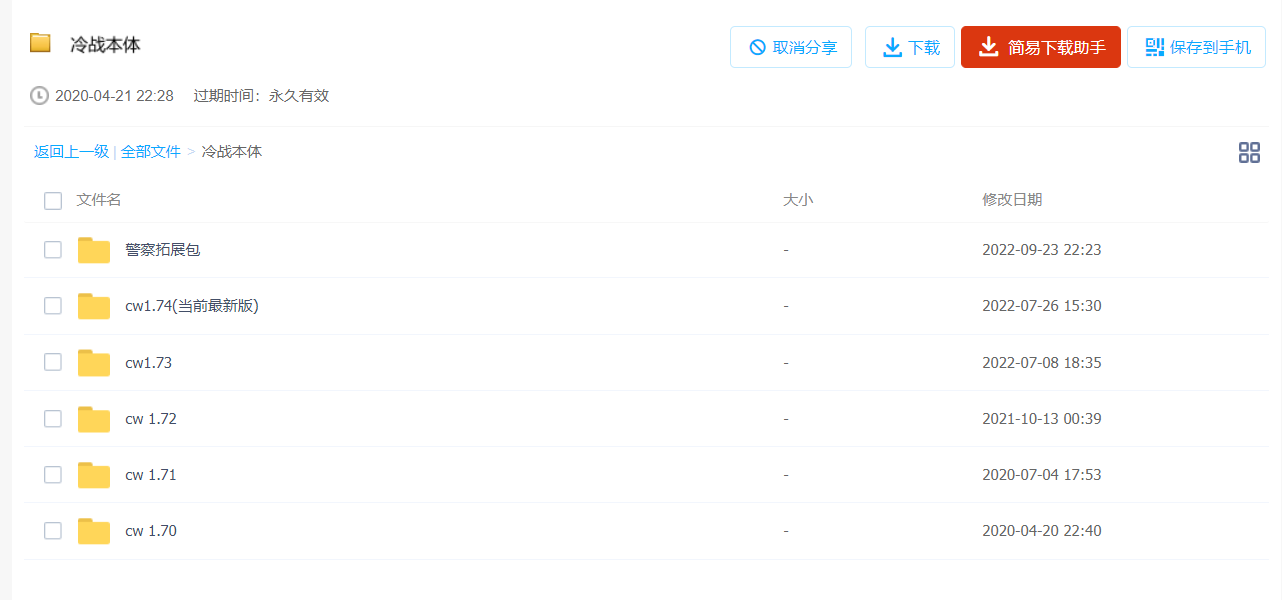 冷战本体
取消分享 下载 简易下载助手 保存到手机
2020-04-21 22:28 过期时间：永久有效
返回上一级 | 全部文件 > 冷战本体
文件名 大小 修改日期
警察拓展包 - 2022-09-23 22:23
cw1.74(当前最新版) - 2022-07-26 15:30
cw1.73 - 2022-07-08 18:35
cw 1.72 - 2021-10-13 00:39
cw 1.71 - 2020-07-04 17:53
cw 1.70 - 2020-04-20 22:40